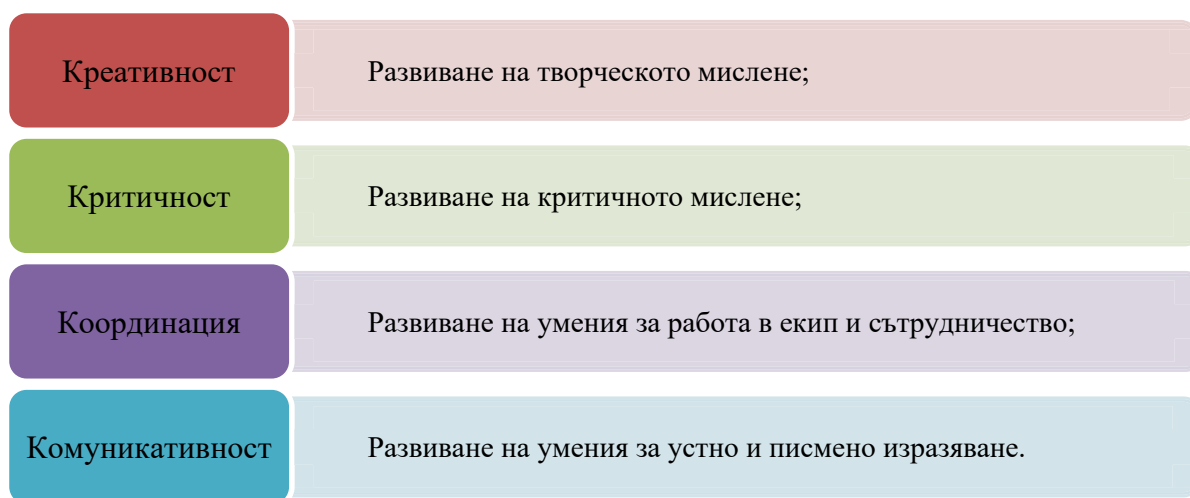 Креативност
Развиване на творческото мислене;
Критичност
Развиване на критичното мислене;
Координация
Развиване на умения за работа в екип и сътрудничество;
Комуникативност
Развиване на умения за устно и писмено изразяване.